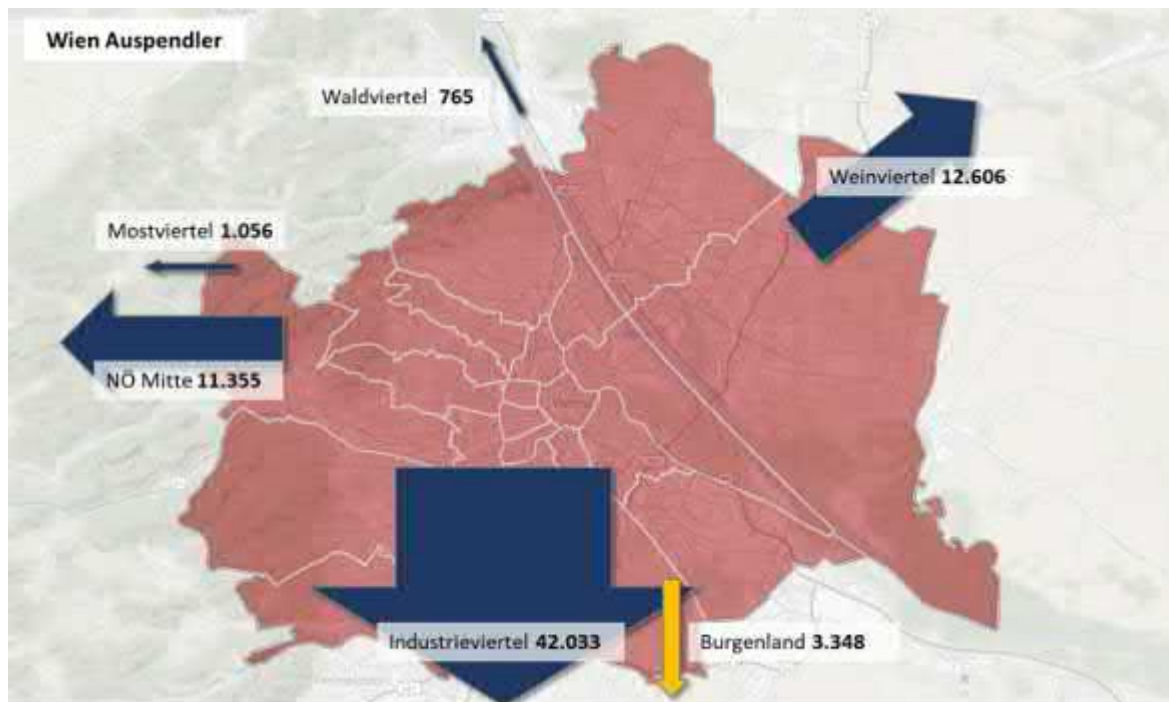 Wien Auspendler
Waldviertel 765
Weinviertel 12.606
Mostviertel 1.056
NÖ Mitte 11.355
Industrieviertel 42.033
Burgenland 3.348